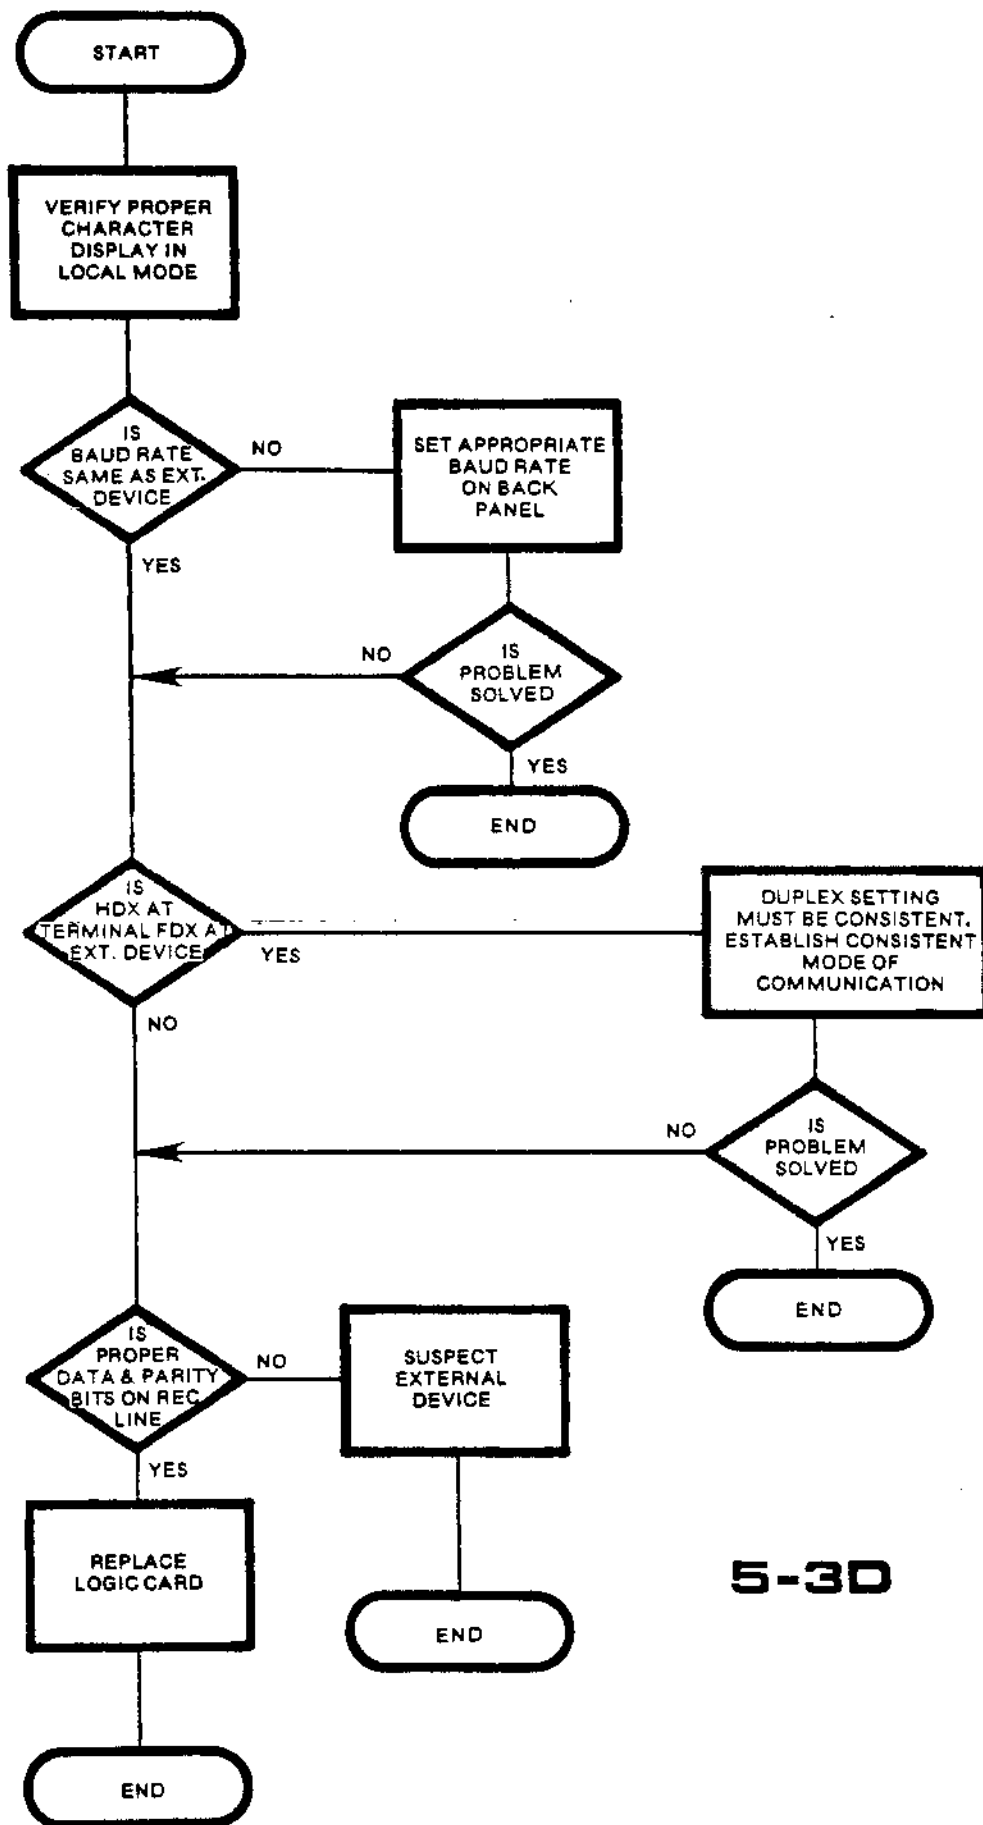 START
VERIFY PROPER
CHARACTER
DISPLAY IN
LOCAL MODE
IS
BAUD RATE
SAME AS EXT.
DEVICE
NO
YES
SET APPROPRIATE
BAUD RATE
ON BACK
PANEL
IS
PROBLEM
SOLVED
NO
YES
END
IS
HDX AT
TERMINAL FDX AT
EXT. DEVICE
YES
NO
DUPLEX SETTING
MUST BE CONSISTENT.
ESTABLISH CONSISTENT
MODE OF
COMMUNICATION
IS
PROBLEM
SOLVED
NO
YES
END
IS
PROPER
DATA & PARITY
BITS ON REC
LINE
NO
YES
SUSPECT
EXTERNAL
DEVICE
END
REPLACE
LOGIC CARD
END
5-3D